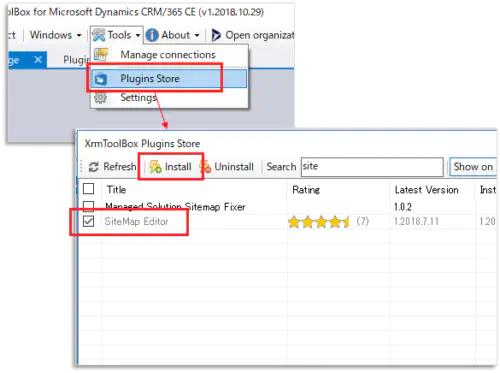 oolBox for Microsoft Dynamics CRM/365 CE (v1.2018.10.29)
ct Windows Tools About Open organizat
ge Plugin
Manage connections
Plugins Store
Settings
XrmToolBox Plugins Store
Refresh Install Uninstall Search site Show on
Title Rating Latest Version Inst
Managed Solution Sitemap Fixer 1.0.2
SiteMap Editor (7) 1.2018.7.11 1.20